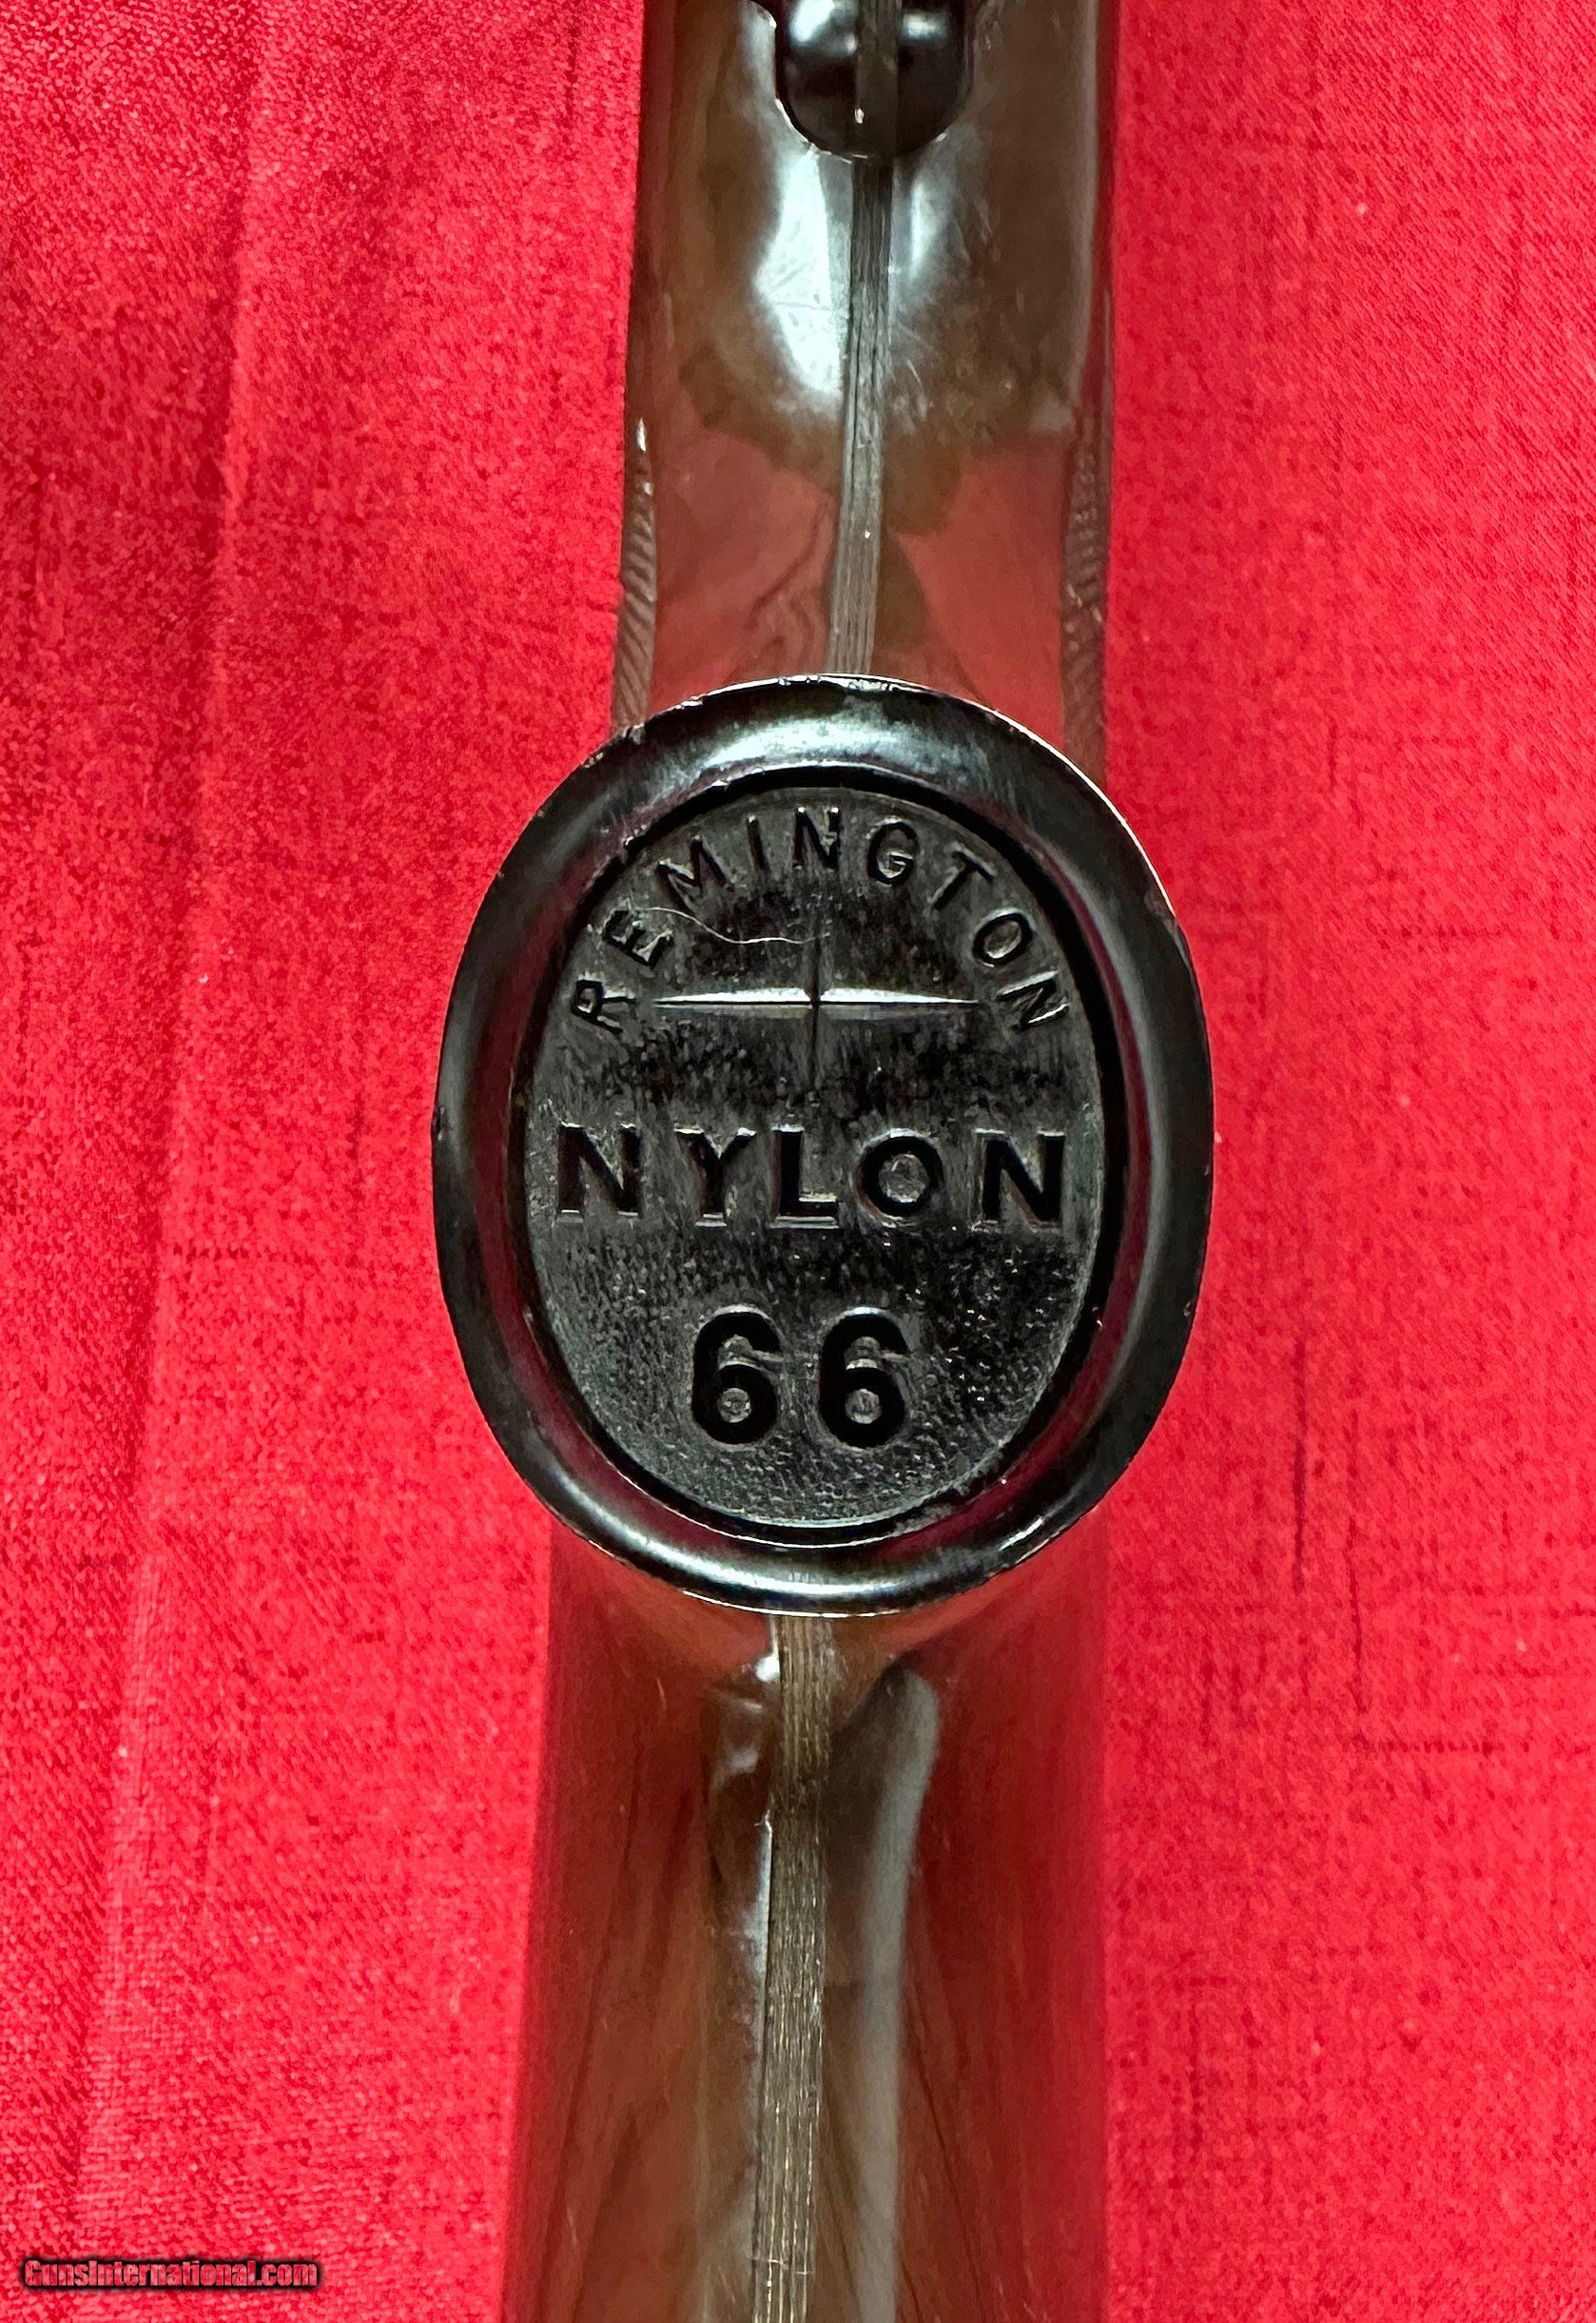 REMINGTON
NYLON
66
GunsInternational.com